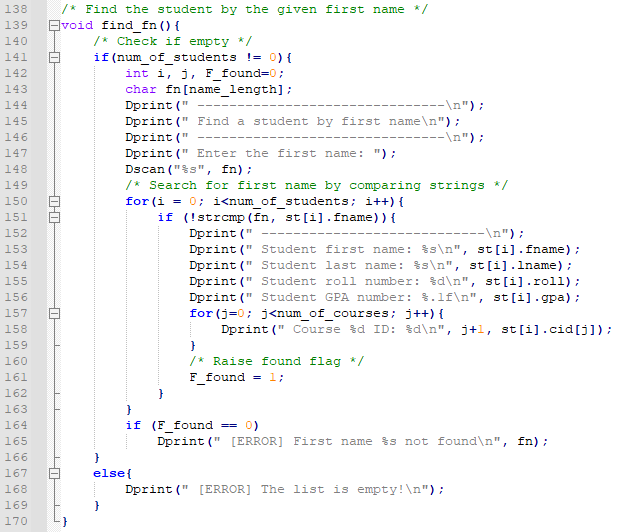 138 /* Find the student by the given first name */
139 void find_fn(){
140     /* Check if empty */
141     if(num_of_students != 0){
142         int i, j, F_found=0;
143         char fn[name_length];
144         Dprint(" -------------------------------\n");
145         Dprint(" Find a student by first name\n");
146         Dprint(" -------------------------------\n");
147         Dprint(" Enter the first name: ");
148         Dscan("%s", fn);
149         /* Search for first name by comparing strings */
150         for(i = 0; i<num_of_students; i++){
151             if (!strcmp(fn, st[i].fname)){
152                 Dprint(" ----------------------------\n");
153                 Dprint(" Student first name: %s\n", st[i].fname);
154                 Dprint(" Student last name: %s\n", st[i].lname);
155                 Dprint(" Student roll number: %d\n", st[i].roll);
156                 Dprint(" Student GPA number: %.1f\n", st[i].gpa);
157                 for(j=0; j<num_of_courses; j++){
158                     Dprint(" Course %d ID: %d\n", j+1, st[i].cid[j]);
159                 }
160                 /* Raise found flag */
161                 F_found = 1;
162             }
163         }
164         if (F_found == 0)
165             Dprint(" [ERROR] First name %s not found\n", fn);
166     }
167     else{
168         Dprint(" [ERROR] The list is empty!\n");
169     }
170 }